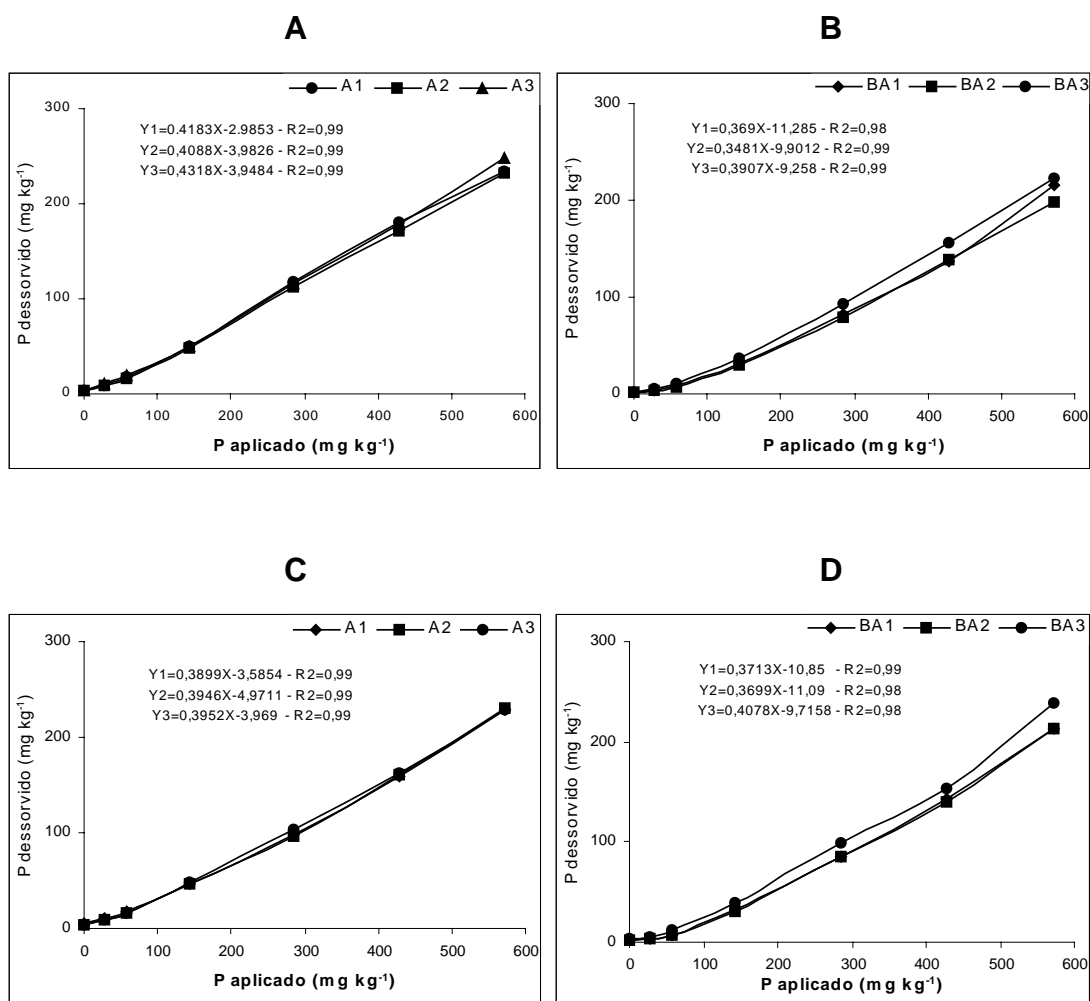 A
A1 A2 A3
Y1=0.4183X-2.9853 - R2=0,99
Y2=0.4088X-3,9826 - R2=0,99
Y3=0.4318X-3,9484 - R2=0,99
P dessorvido (mg kg-1)
300
200
100
0
0 100 200 300 400 500 600
P aplicado (mg kg-1)
B
BA1 BA2 BA3
Y1=0,369X-11,285 - R2=0,98
Y2=0,3481X-9,9012 - R2=0,99
Y3=0,3907X-9,258 - R2=0,99
P dessorvido (mg kg-1)
300
200
100
0
0 100 200 300 400 500 600
P aplicado (mg kg-1)
C
A1 A2 A3
Y1=0,3899X-3,5854 - R2=0,99
Y2=0,3946X-4,9711 - R2=0,99
Y3=0,3952X-3,969 - R2=0,99
P dessorvido (mg kg-1)
300
200
100
0
0 100 200 300 400 500 600
P aplicado (mg kg-1)
D
BA1 BA2 BA3
Y1=0,3713X-10,85 - R2=0,99
Y2=0,3699X-11,09 - R2=0,98
Y3=0,4078X-9,7158 - R2=0,98
P dessorvido (mg kg-1)
300
200
100
0
0 100 200 300 400 500 600
P aplicado (mg kg-1)